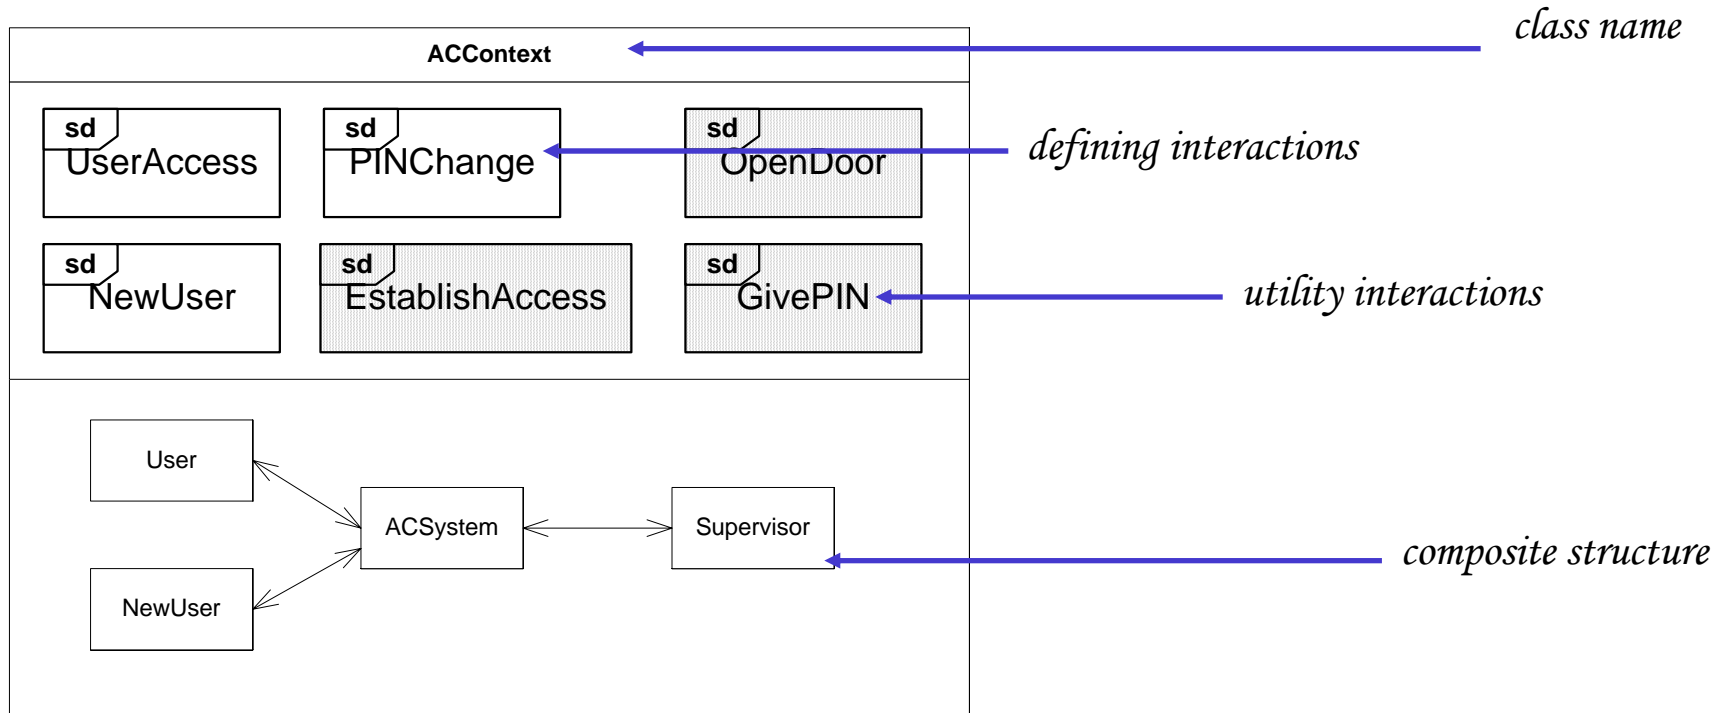 class name
ACContext
sd
UserAccess
sd
PINChange
sd
OpenDoor
defining interactions
sd
NewUser
sd
EstablishAccess
sd
GivePIN
utility interactions
User
ACSystem
Supervisor
composite structure
NewUser